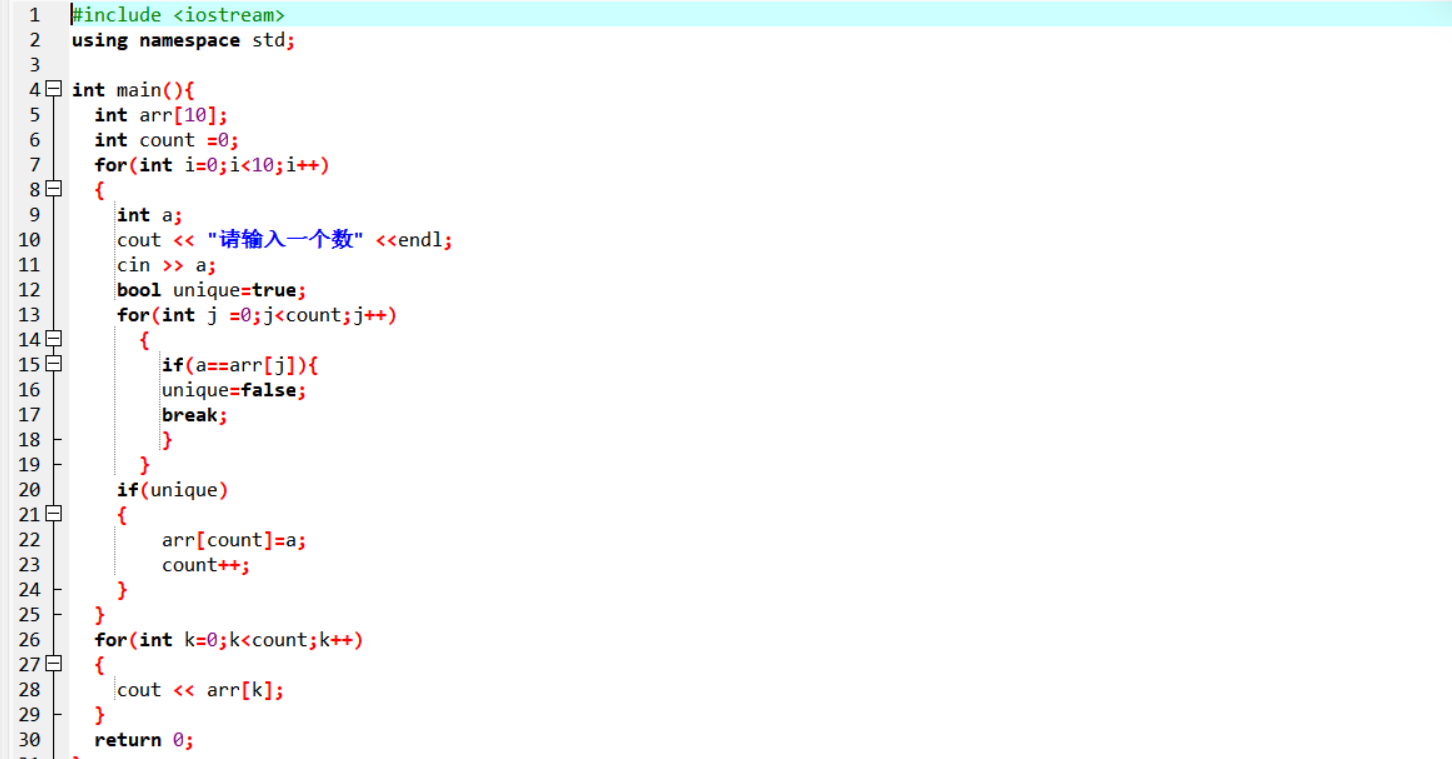 1 #include <iostream>
2 using namespace std;
3
4 int main(){
5 int arr[10];
6 int count =0;
7 for(int i=0;i<10;i++)
8 {
9 int a;
10 cout << "请输入一个数" <<endl;
11 cin >> a;
12 bool unique=true;
13 for(int j =0;j<count;j++)
14 {
15 if(a==arr[j]){
16 unique=false;
17 break;
18 }
19 }
20 if(unique)
21 {
22 arr[count]=a;
23 count++;
24 }
25 }
26 for(int k=0;k<count;k++)
27 {
28 cout << arr[k];
29 }
30 return 0;